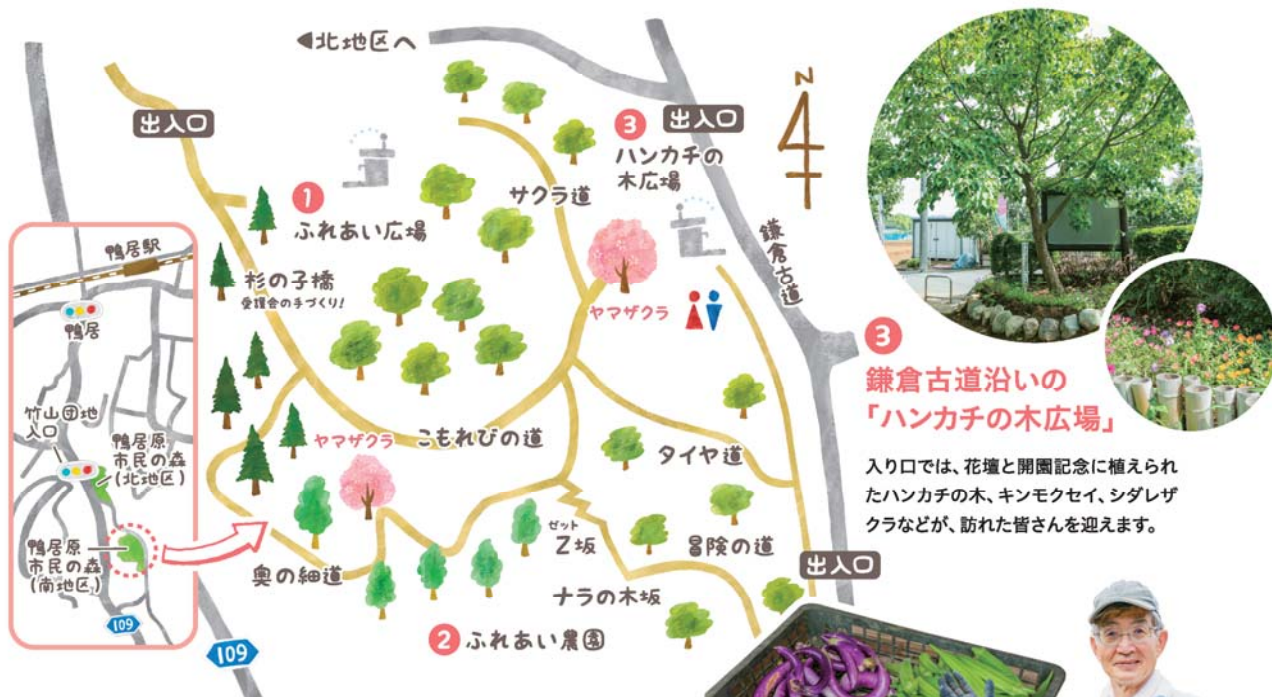 ◀北地区へ
N
出入口
出入口
3
ハンカチの
木広場
サクラ道
1
ふれあい広場
鎌倉古道
鴨居駅
鴨居
竹山団地
入口
鴨居原
市民の森
(北地区)
鴨居原
市民の森
(南地区)
109
杉の子橋
愛護会の手づくり!
ヤマザクラ
ヤマザクラ
こもれびの道
タイヤ道
ゼット
Z坂
冒険の道
奥の細道
ナラの木坂
出入口
2 ふれあい農園
109
3
鎌倉古道沿いの
「ハンカチの木広場」
入り口では、花壇と開園記念に植えられ
たハンカチの木、キンモクセイ、シダレザ
クラなどが、訪れた皆さんを迎えます。